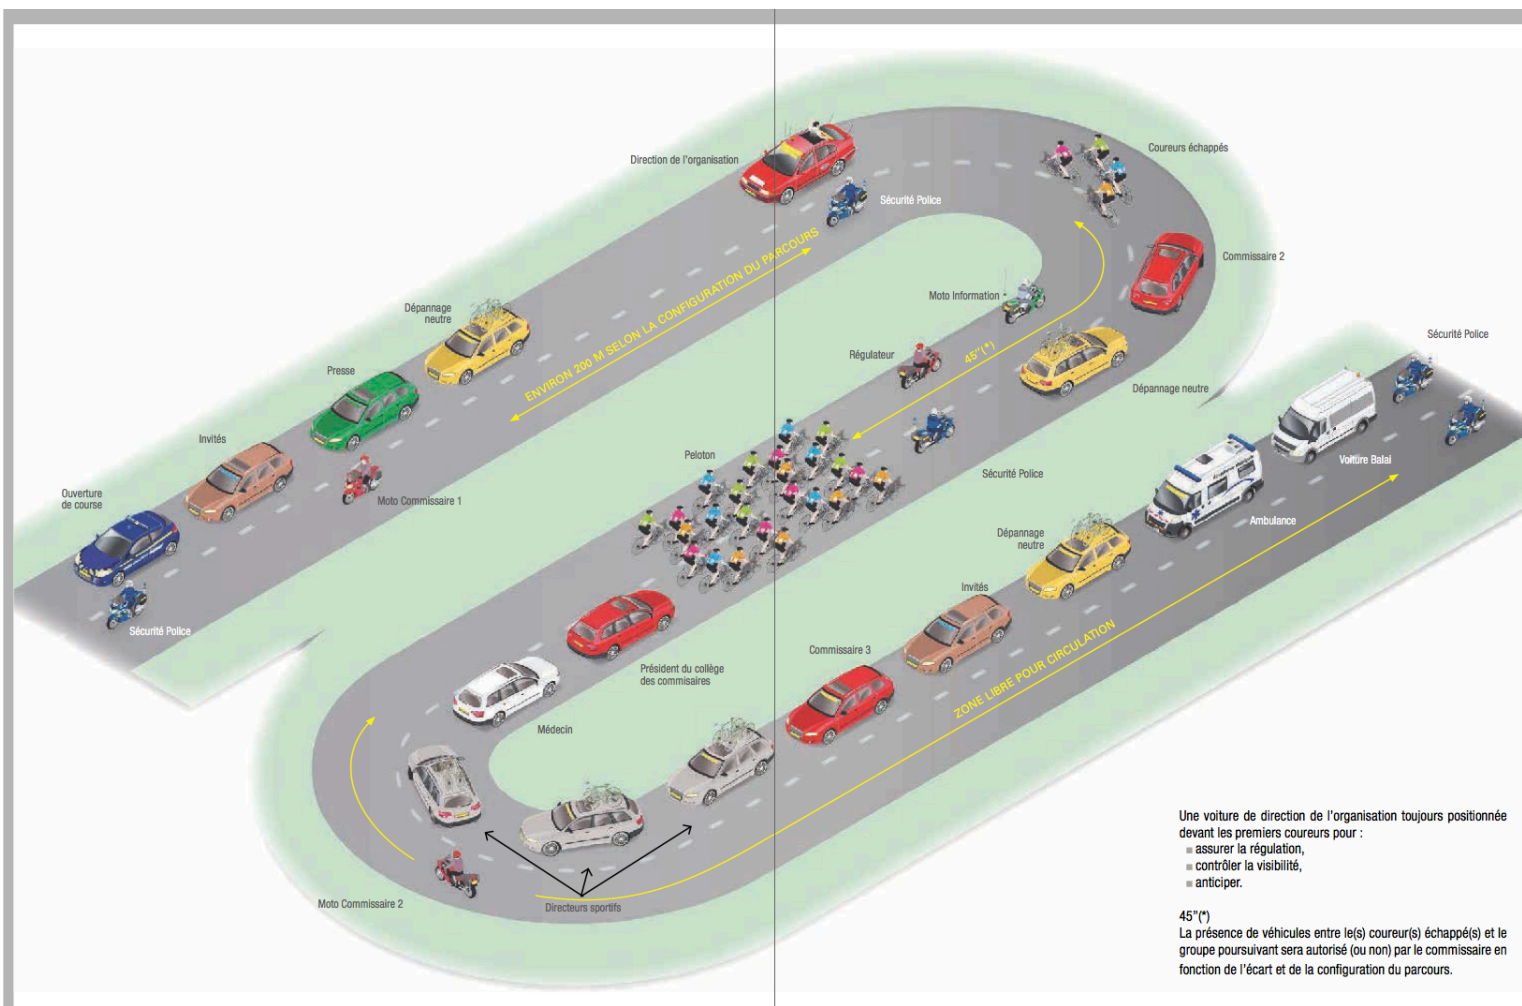 Direction de l'organisation
Coureurs échappés
Sécurité Police
Commissaire 2
ENVIRON 200 M SELON LA CONFIGURATION DU PARCOURS
Moto Information
Dépannage
neutre
Sécurité Police
45"(*)
Régulateur
Presse
Dépannage neutre
Invités
Peloton
Voiture Balai
Sécurité Police
Ouverture
de course
Moto Commissaire 1
Ambulance
Dépannage
neutre
Invités
Sécurité Police
ZONE LIBRE POUR CIRCULATION
Commissaire 3
Président du collège
des commisaires
Médecin
Moto Commissaire 2
Directeurs sportifs
Une voiture de direction de l'organisation toujours positionnée
devant les premiers coureurs pour :
assurer la régulation,
contrôler la visibilité,
anticiper.
45"(*)
La présence de véhicules entre le(s) coureur(s) échappé(s) et le
groupe poursuivant sera autorisé (ou non) par le commissaire en
fonction de l'écart et de la configuration du parcours.